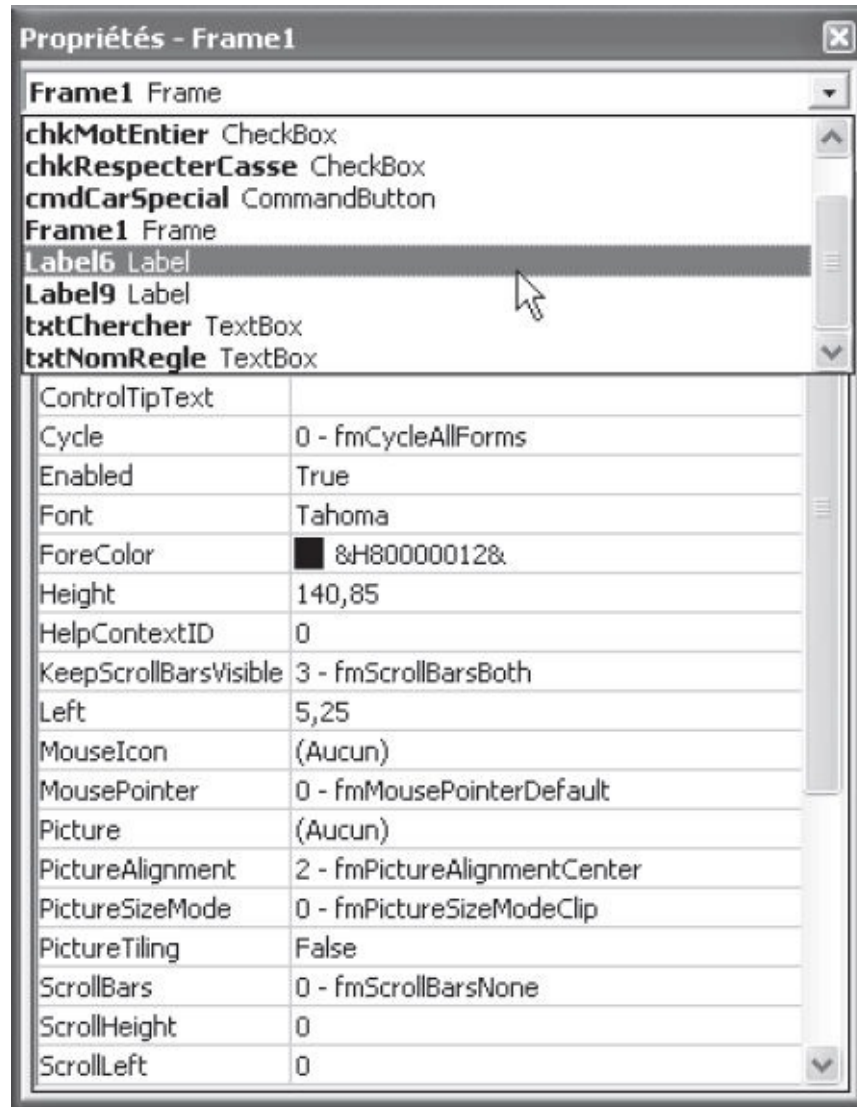 Propriétés - Frame1
Frame1 Frame
chkMotEntier CheckBox
chkRespecterCasse CheckBox
cmdCarSpecial CommandButton
Frame1 Frame
Label6 Label
Label9 Label
txtChercher TextBox
txtNomRegle TextBox
ControlTipText
Cycle 0 - fmCycleAllForms
Enabled True
Font Tahoma
ForeColor &H80000012&
Height 140,85
HelpContextID 0
KeepScrollBarsVisible 3 - fmScrollBarsBoth
Left 5,25
MouseIcon (Aucun)
MousePointer 0 - fmMousePointerDefault
Picture (Aucun)
PictureAlignment 2 - fmPictureAlignmentCenter
PictureSizeMode 0 - fmPictureSizeModeClip
PictureTiling False
ScrollBars 0 - fmScrollBarsNone
ScrollHeight 0
ScrollLeft 0